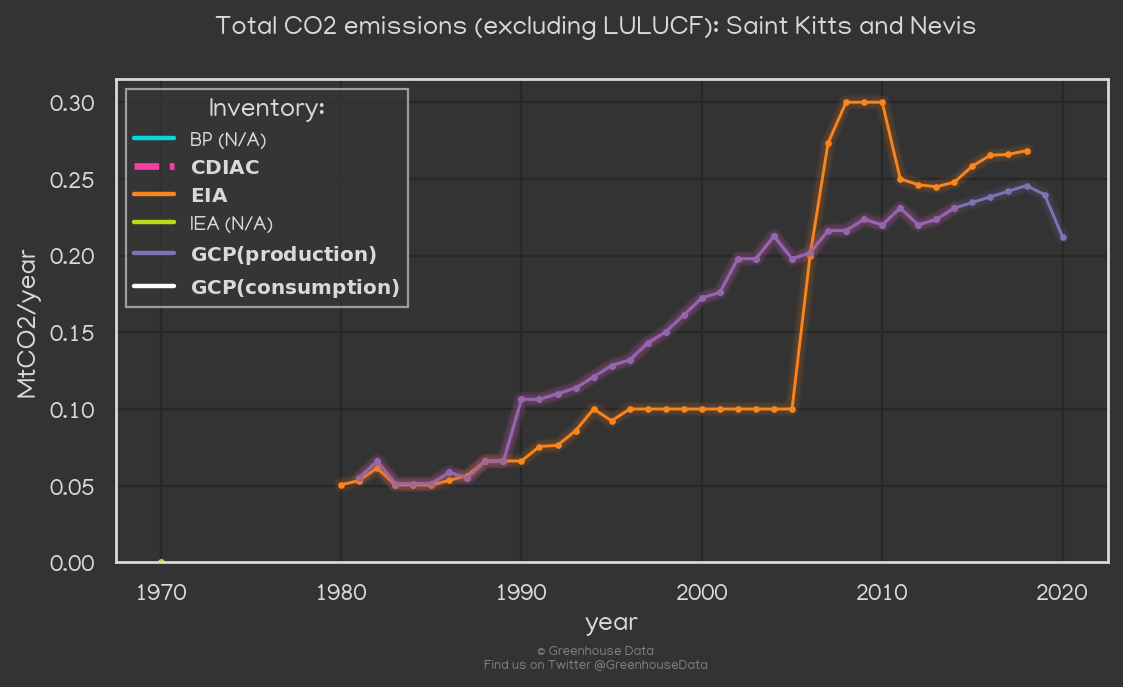 Total CO2 emissions (excluding LULUCF): Saint Kitts and Nevis
Inventory:
BP (N/A)
CDIAC
EIA
IEA (N/A)
GCP(production)
GCP(consumption)
MtCO2/year
0.30
0.25
0.20
0.15
0.10
0.05
0.00
1970 1980 1990 2000 2010 2020
year
© Greenhouse Data
Find us on Twitter @GreenhouseData